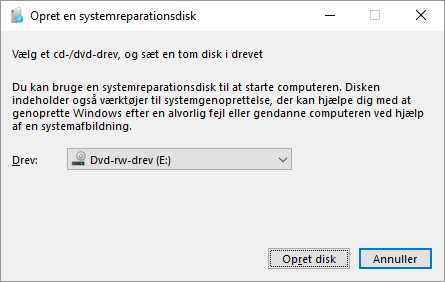 Opret en systemreparationsdisk
Vælg et cd-/dvd-drev, og sæt en tom disk i drevet
Du kan bruge en systemreparationsdisk til at starte computeren. Disken
indeholder også værktøjer til systemgenoprettelse, der kan hjælpe dig med at
genoprette Windows efter en alvorlig fejl eller gendanne computeren ved hjælp
af en systemafbildning.
Drev: Dvd-rw-drev (E:)
Opret disk Annuller